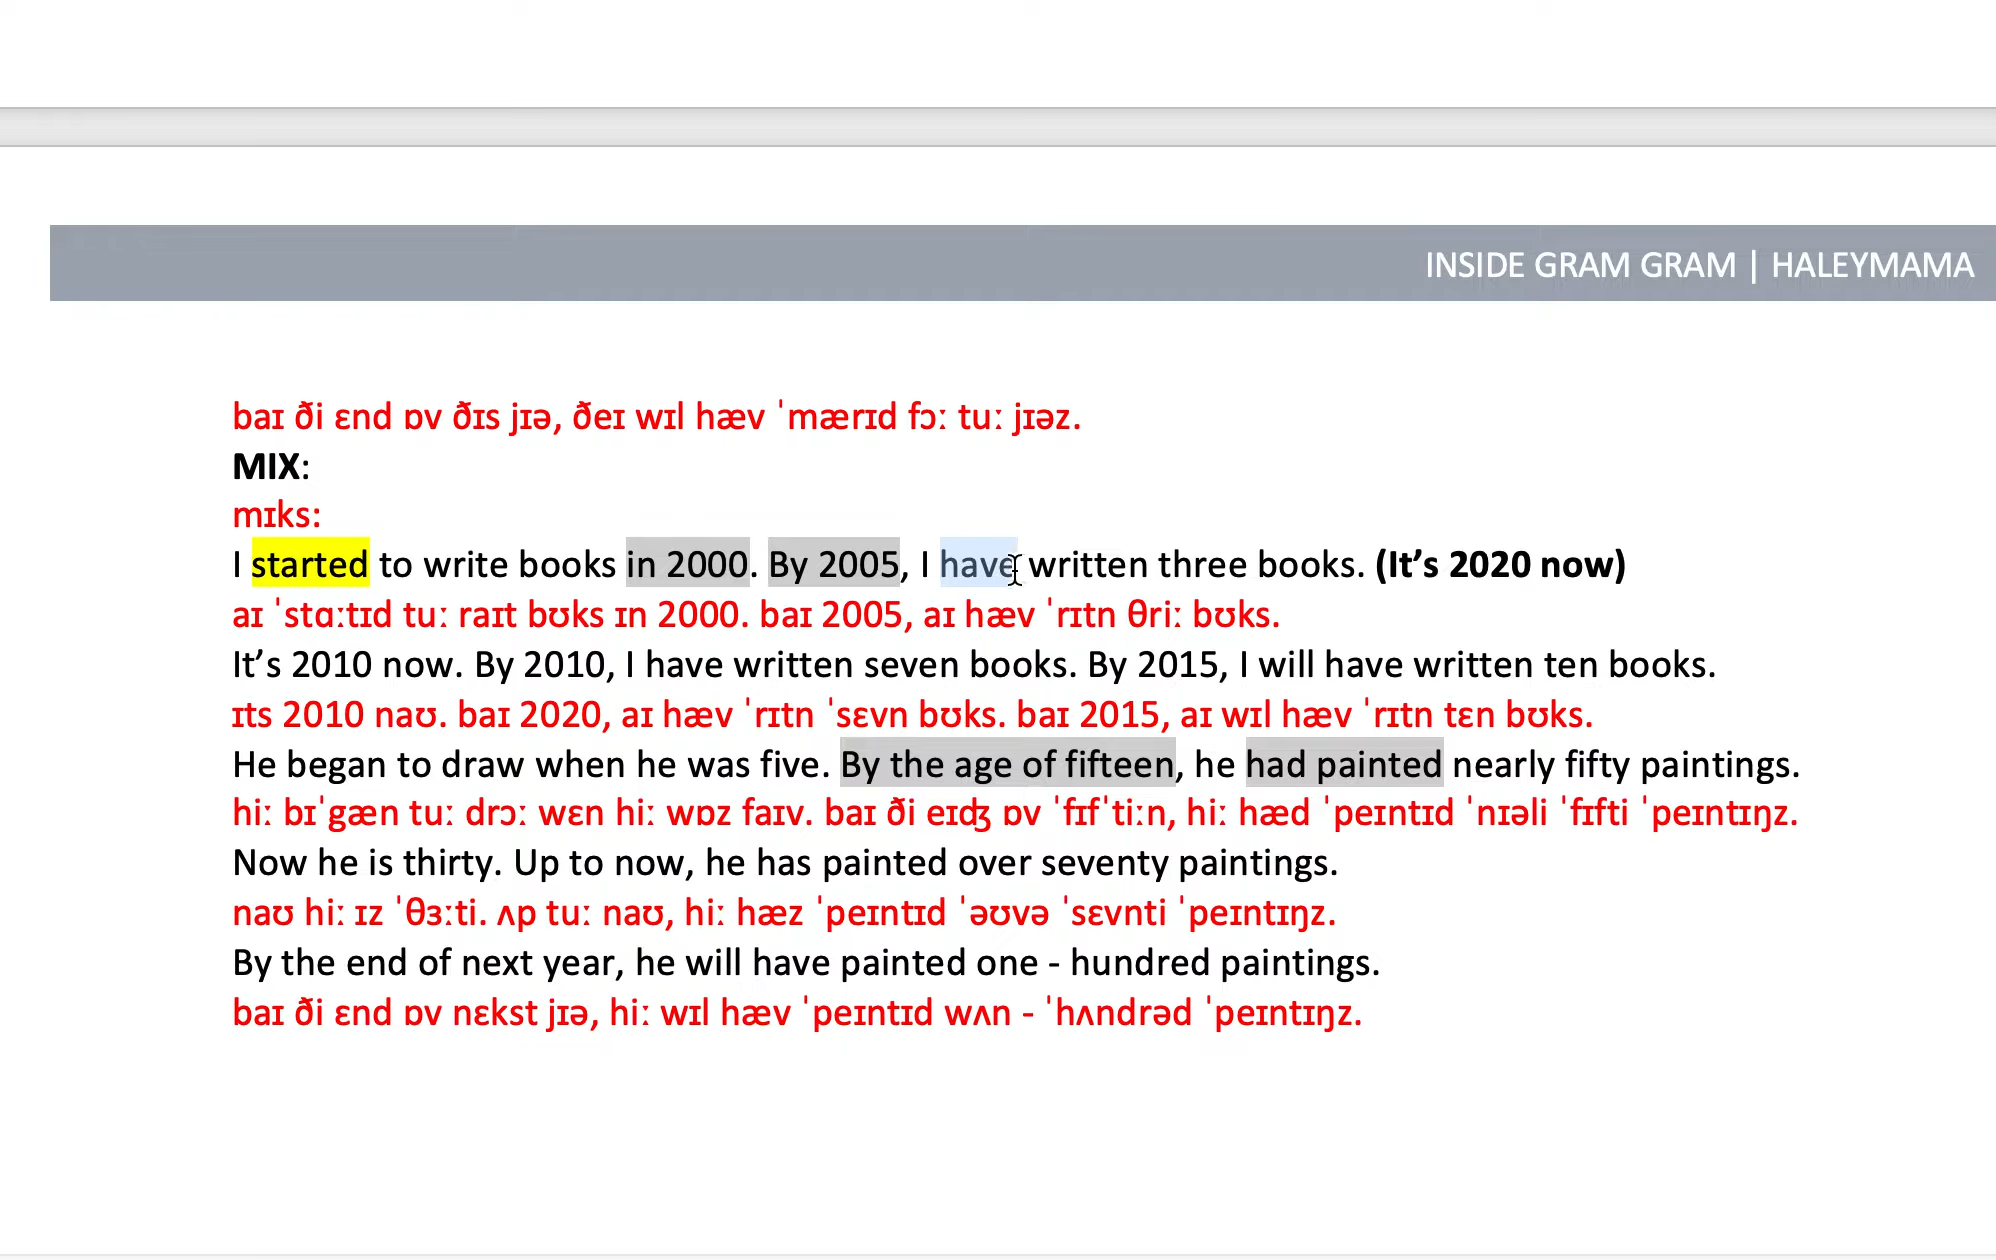 INSIDE GRAM GRAM | HALEYMAMA
baɪ ði ɛnd ɒv ðɪs jɪə, ðeɪ wɪl hæv ˈmærɪd fɔː tuː jɪəz.
MIX:
mɪks:
I started to write books in 2000. By 2005, I have written three books. (It’s 2020 now)
aɪ ˈstɑːtɪd tuː raɪt bʊks ɪn 2000. baɪ 2005, aɪ hæv ˈrɪtn θriː bʊks.
It’s 2010 now. By 2010, I have written seven books. By 2015, I will have written ten books.
ɪts 2010 naʊ. baɪ 2020, aɪ hæv ˈrɪtn ˈsɛvn bʊks. baɪ 2015, aɪ wɪl hæv ˈrɪtn tɛn bʊks.
He began to draw when he was five. By the age of fifteen, he had painted nearly fifty paintings.
hiː bɪˈgæn tuː drɔː wɛn hiː wɒz faɪv. baɪ ði eɪʤ ɒv ˈfɪfˈtiːn, hiː hæd ˈpeɪntɪd ˈnɪəli ˈfɪfti ˈpeɪntɪŋz.
Now he is thirty. Up to now, he has painted over seventy paintings.
naʊ hiː ɪz ˈθɜːti. ʌp tuː naʊ, hiː hæz ˈpeɪntɪd ˈəʊvə ˈsɛvnti ˈpeɪntɪŋz.
By the end of next year, he will have painted one - hundred paintings.
baɪ ði ɛnd ɒv nɛkst jɪə, hiː wɪl hæv ˈpeɪntɪd wʌn - ˈhʌndrəd ˈpeɪntɪŋz.